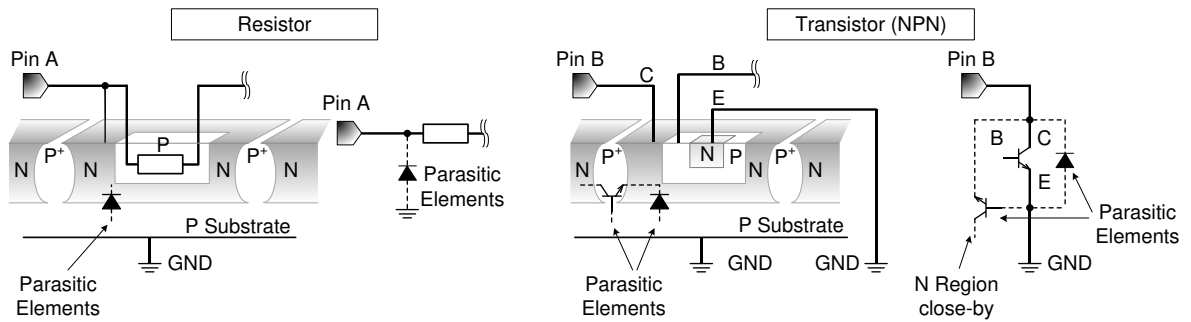 Resistor
Transistor (NPN)
Pin A
Pin A
N
P+
N
P
N
P+
N
Parasitic
Elements
P Substrate
GND
Parasitic
Elements
Pin B
C
B
E
N
P+
N
N
P
N
P+
N
P Substrate
GND
GND
Parasitic
Elements
Pin B
B
C
E
Parasitic
Elements
GND
N Region
close-by